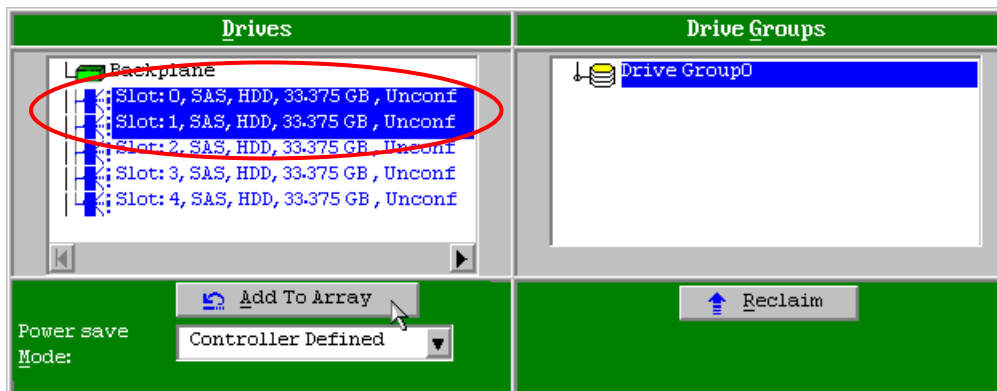 Drives
Drive Groups
Backplane
Slot: 0, SAS, HDD, 33.375 GB , Unconf
Slot: 1, SAS, HDD, 33.375 GB , Unconf
Slot: 2, SAS, HDD, 33.375 GB , Unconf
Slot: 3, SAS, HDD, 33.375 GB , Unconf
Slot: 4, SAS, HDD, 33.375 GB , Unconf
Drive Group0
Add To Array
Reclaim
Power save
Mode:
Controller Defined